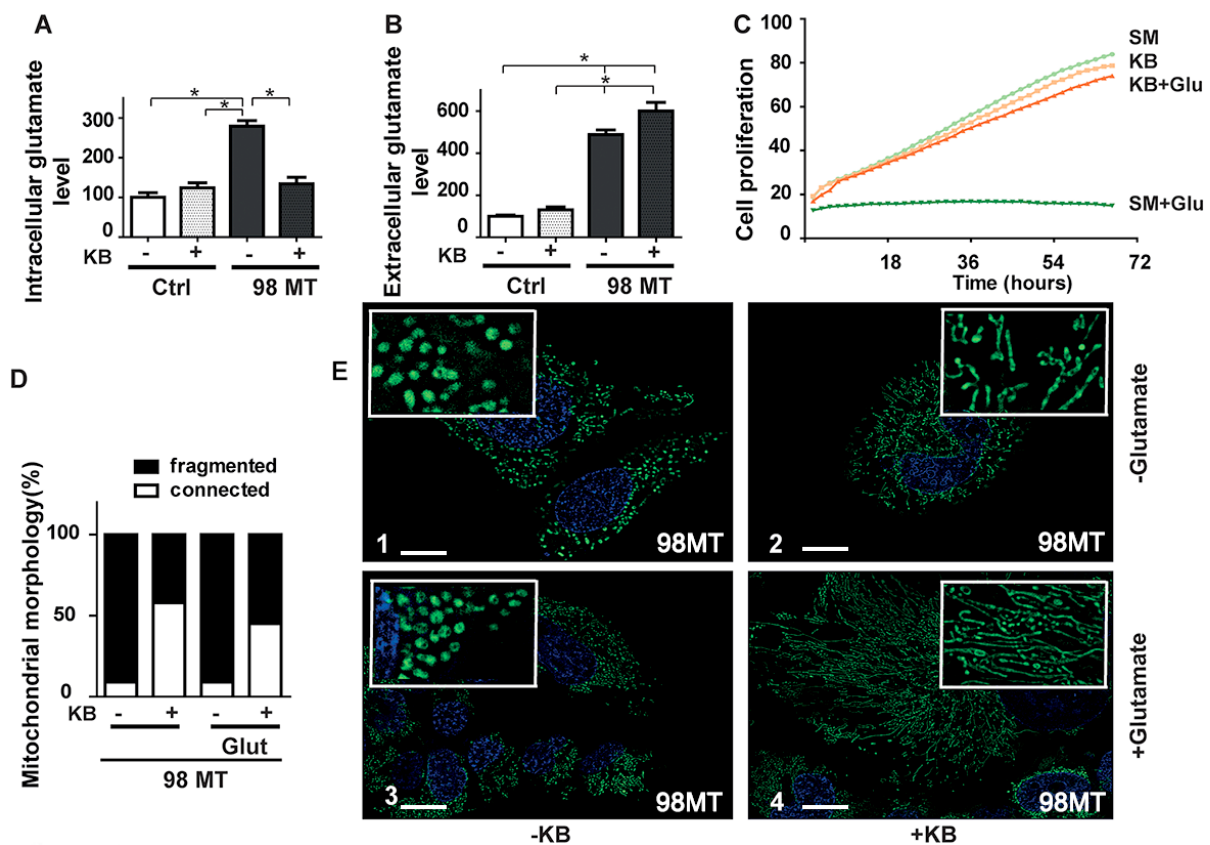 A
Intracellular glutamate
level
300
200
100
0
KB
- + - +
Ctrl 98 MT
* * *
B
Extracellular glutamate
level
600
400
200
0
KB
- + - +
Ctrl 98 MT
* *
C
Cell proliferation
100
80
60
40
20
0
18 36 54 72
Time (hours)
SM
KB
KB+Glu
SM+Glu
D
Mitochondrial morphology(%)
fragmented
connected
100
50
0
KB
- + - +
Glut
98 MT
E
1 98MT
2 98MT
-Glutamate
3 98MT
4 98MT
+Glutamate
-KB +KB